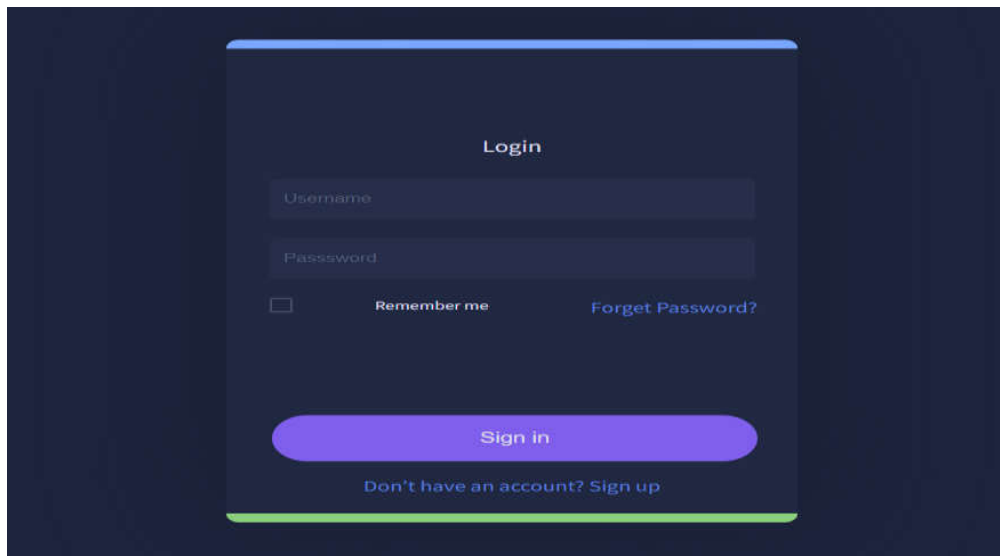 Login
Username
Passsword
Remember me Forget Password?
Sign in
Don't have an account? Sign up